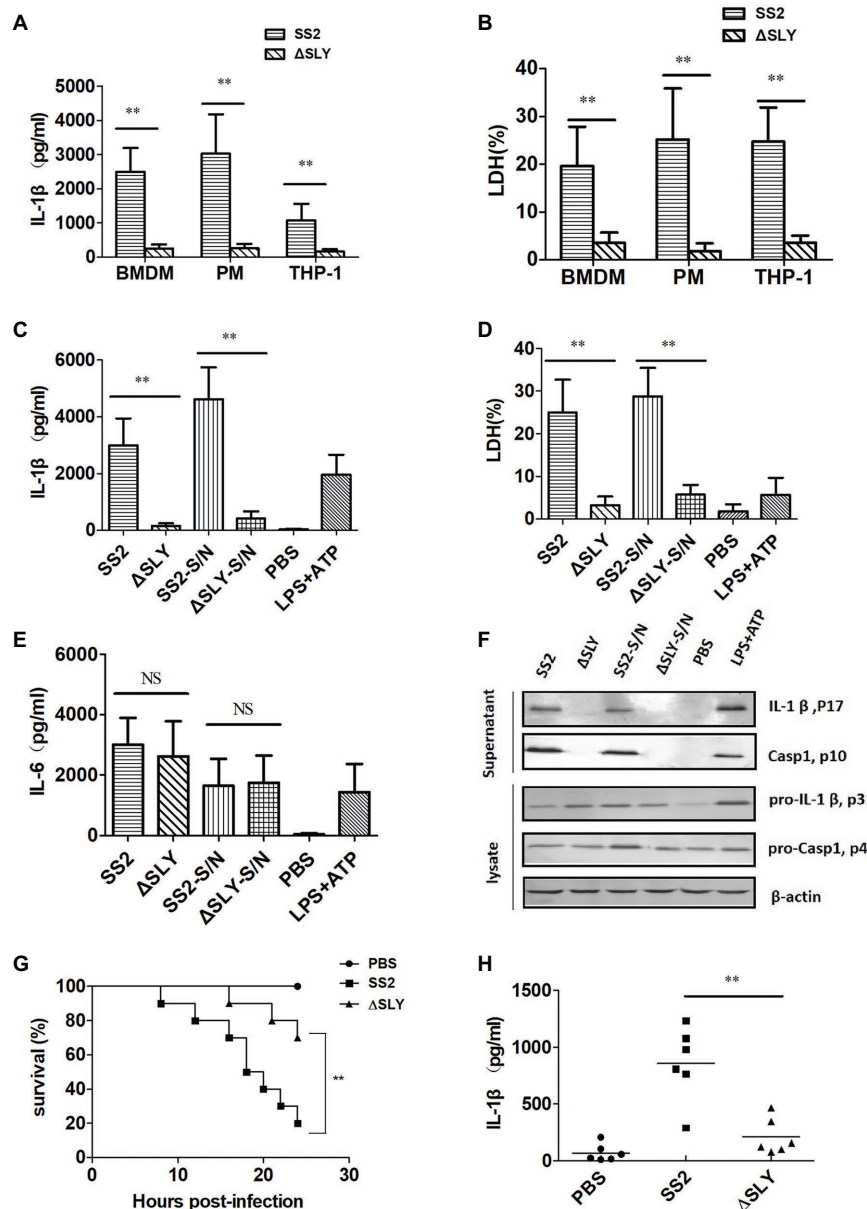 A
SS2
ΔSLY
IL-1β (pg/ml)
5000
4000
3000
2000
1000
0
**
**
**
BMDM
PM
THP-1
B
SS2
ΔSLY
LDH(%)
40
30
20
10
0
**
**
**
BMDM
PM
THP-1
C
IL-1β (pg/ml)
6000
4000
2000
0
**
**
SS2
ΔSLY
SS2-S/N
ΔSLY-S/N
PBS
LPS+ATP
D
LDH(%)
40
30
20
10
0
**
**
SS2
ΔSLY
SS2-S/N
ΔSLY-S/N
PBS
LPS+ATP
E
IL-6 (pg/ml)
6000
4000
2000
0
NS
NS
SS2
ΔSLY
SS2-S/N
ΔSLY-S/N
PBS
LPS+ATP
F
SS2
ΔSLY
SS2-S/N
ΔSLY-S/N
PBS
LPS+ATP
Supernatant
IL-1 β ,P17
Casp1, p10
lysate
pro-IL-1 β, p3
pro-Casp1, p4
β-actin
G
PBS
SS2
ΔSLY
survival (%)
100
80
60
40
20
0
10
20
30
**
Hours post-infection
H
IL-1β (pg/ml)
1500
1000
500
0
**
PBS
SS2
ΔSLY